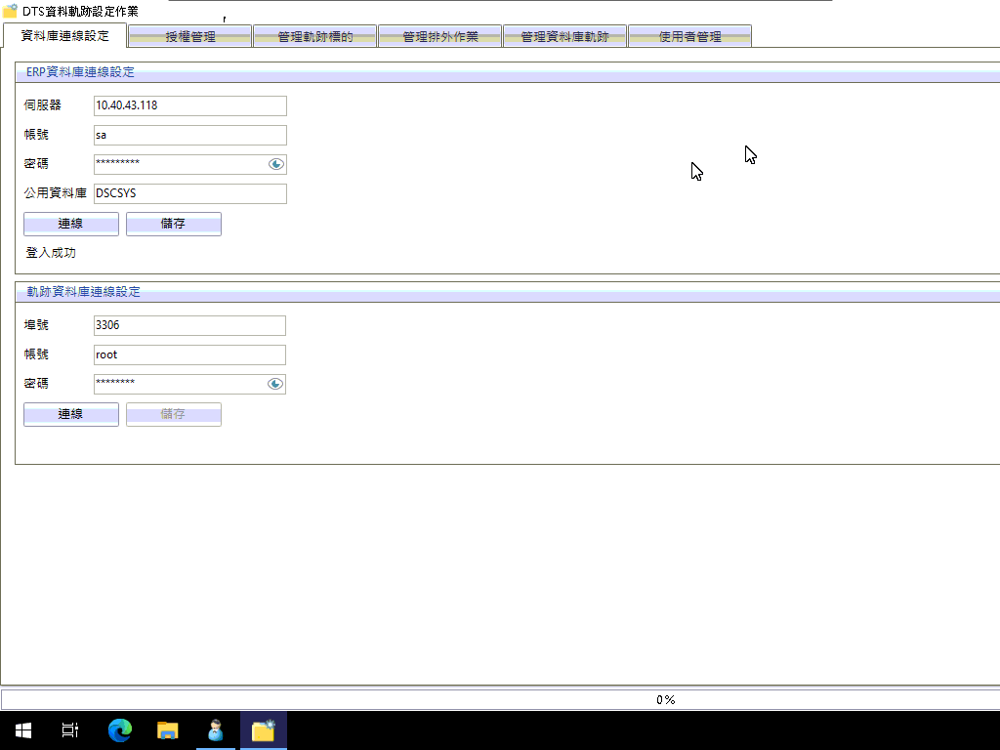 DTS資料軌跡設定作業
資料庫連線設定 授權管理 管理軌跡標的 管理排外作業 管理資料庫軌跡 使用者管理
ERP資料庫連線設定
伺服器 10.40.43.118
帳號 sa
密碼 *********
公用資料庫 DSCSYS
連線 儲存
登入成功
軌跡資料庫連線設定
埠號 3306
帳號 root
密碼 ********
連線 儲存
0%